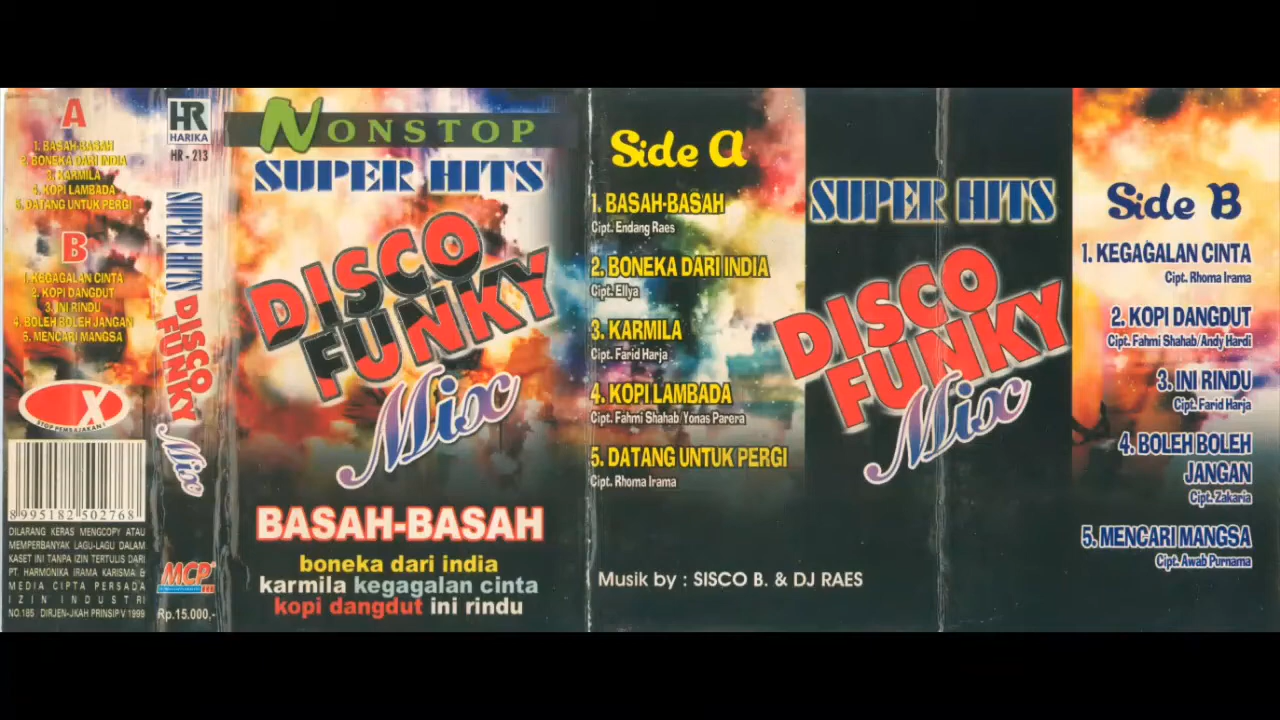 A
1. BASAH-BASAH
2. BONEKA DARI INDIA
3. KARMILA
4. KOPI LAMBADA
5. DATANG UNTUK PERGI
B
1. KEGAGALAN CINTA
2. KOPI DANGDUT
3. INI RINDU
4. BOLEH BOLEH JANGAN
5. MENCARI MANGSA
X
STOP PEMBAJAKAN!
8995182 502768
DILARANG KERAS MENGCOPY ATAU
MEMPERBANYAK LAGU-LAGU DALAM
KASET INI TANPA IZIN TERTULIS DARI
PT. HARMONIKA IRAMA KARISMA &
MEDIA CIPTA PERSADA
IZIN INDUSTRI
NO.185. DIRJEN-JKAH PRINSIP V 1999
HR
HARIKA
HR - 213
SUPER HITS
DISCO
FUNKY
Mix
MCP
Rp.15.000,-
NONSTOP
SUPER HITS
DISCO
FUNKY
Mix
BASAH-BASAH
boneka dari india
karmila kegagalan cinta
kopi dangdut ini rindu
Side A
1. BASAH-BASAH
Cipt. Endang Raes
2. BONEKA DARI INDIA
Cipt. Ellya
3. KARMILA
Cipt. Farid Harja
4. KOPI LAMBADA
Cipt. Fahmi Shahab/Yonas Parera
5. DATANG UNTUK PERGI
Cipt. Rhoma Irama
Musik by : SISCO B. & DJ RAES
SUPER HITS
DISCO
FUNKY
Mix
Side B
1. KEGAGALAN CINTA
Cipt. Rhoma Irama
2. KOPI DANGDUT
Cipt. Fahmi Shahab/Andy Hardi
3. INI RINDU
Cipt. Farid Harja
4. BOLEH BOLEH
JANGAN
Cipt. Zakaria
5. MENCARI MANGSA
Cipt. Awab Purnama